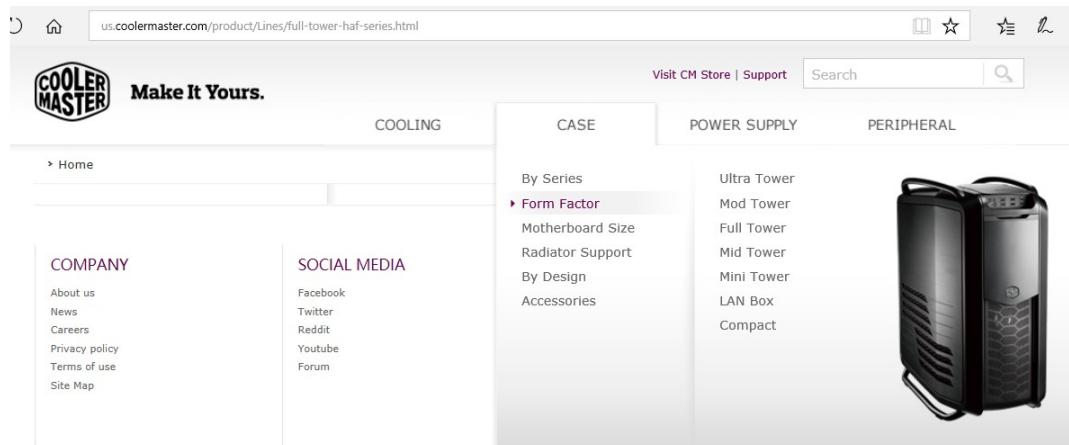 us.coolermaster.com/product/Lines/full-tower-haf-series.html
COOLER
MASTER
Make It Yours.
Visit CM Store | Support
Search
COOLING
CASE
POWER SUPPLY
PERIPHERAL
> Home
By Series
Form Factor
Motherboard Size
Radiator Support
By Design
Accessories
Ultra Tower
Mod Tower
Full Tower
Mid Tower
Mini Tower
LAN Box
Compact
COMPANY
About us
News
Careers
Privacy policy
Terms of use
Site Map
SOCIAL MEDIA
Facebook
Twitter
Reddit
Youtube
Forum